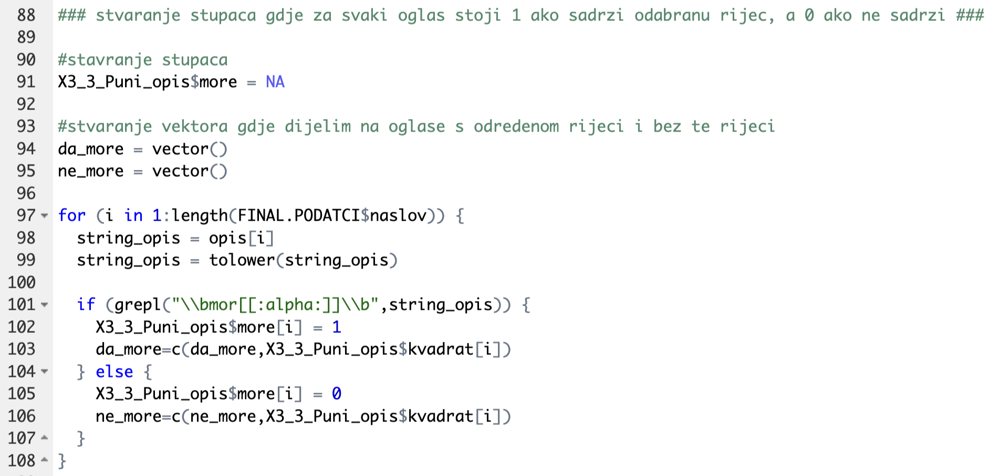 88 ### stvaranje stupaca gdje za svaki oglas stoji 1 ako sadrzi odabranu rijec, a 0 ako ne sadrzi ###
89
90 #stavranje stupaca
91 X3_3_Puni_opis$more = NA
92
93 #stvaranje vektora gdje dijelim na oglase s odredenom rijeci i bez te rijeci
94 da_more = vector()
95 ne_more = vector()
96
97 for (i in 1:length(FINAL.PODATCI$naslov)) {
98 string_opis = opis[i]
99 string_opis = tolower(string_opis)
100
101 if (grepl("\\bmor[[:alpha:]]\\b",string_opis)) {
102 X3_3_Puni_opis$more[i] = 1
103 da_more=c(da_more,X3_3_Puni_opis$kvadrat[i])
104 } else {
105 X3_3_Puni_opis$more[i] = 0
106 ne_more=c(ne_more,X3_3_Puni_opis$kvadrat[i])
107 }
108 }